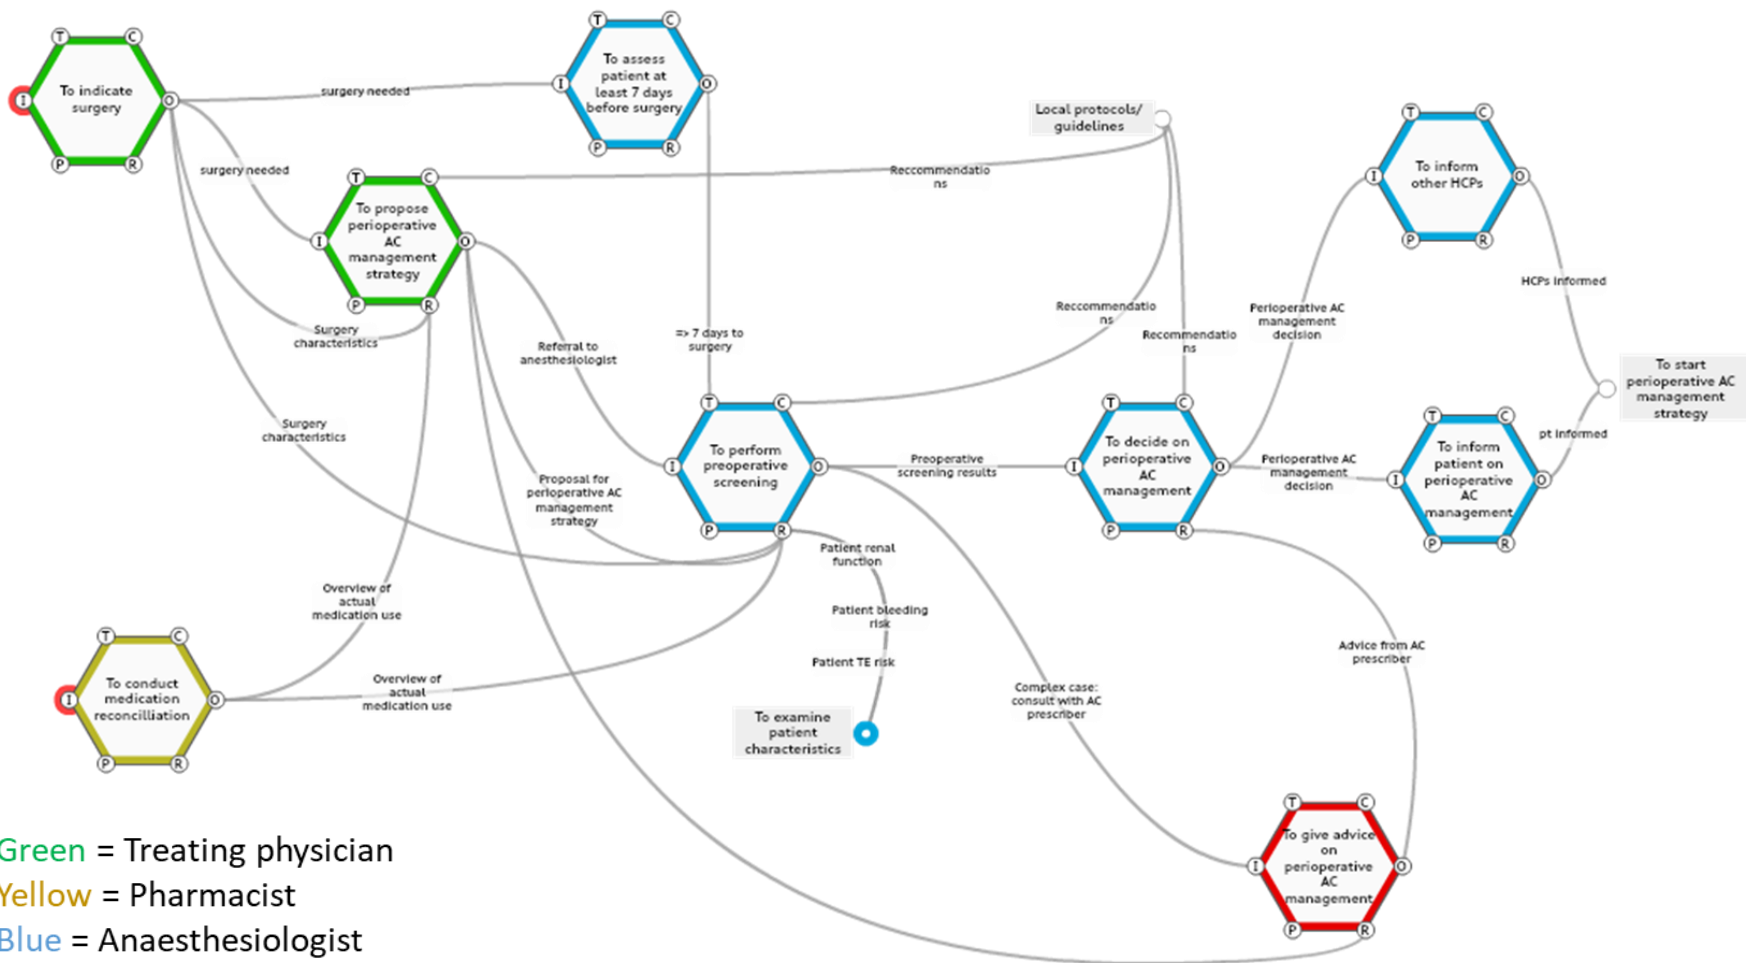 T
C
To indicate
surgery
I
O
P
R
surgery needed
T
C
To assess
patient at
least 7 days
before surgery
I
O
P
R
surgery needed
T
C
To propose
perioperative
AC
management
strategy
I
O
P
R
Local protocols/
guidelines
Reccommendatio
ns
T
C
To inform
other HCPs
I
O
P
R
Surgery
characteristics
Referral to
anesthesiologist
=> 7 days to
surgery
Reccommendatio
ns
Recommendatio
ns
Perioperative AC
management
decision
HCPs informed
To start
perioperative AC
management
strategy
Surgery
characteristics
Proposal for
perioperative AC
management
strategy
T
C
To perform
preoperative
screening
I
O
P
R
Preoperative
screening results
T
C
To decide on
perioperative
AC
management
I
O
P
R
Perioperative AC
management
decision
T
C
To inform
patient on
perioperative
AC
management
I
O
P
R
pt informed
Overview of
actual
medication use
Patient renal
function
Patient bleeding
risk
Patient TE risk
To examine
patient
characteristics
T
C
To conduct
medication
reconcilliation
I
O
P
R
Overview of
actual
medication use
Complex case:
consult with AC
prescriber
Advice from AC
prescriber
T
C
To give advice
on
perioperative
AC
management
I
O
P
R
Green = Treating physician
Yellow = Pharmacist
Blue = Anaesthesiologist